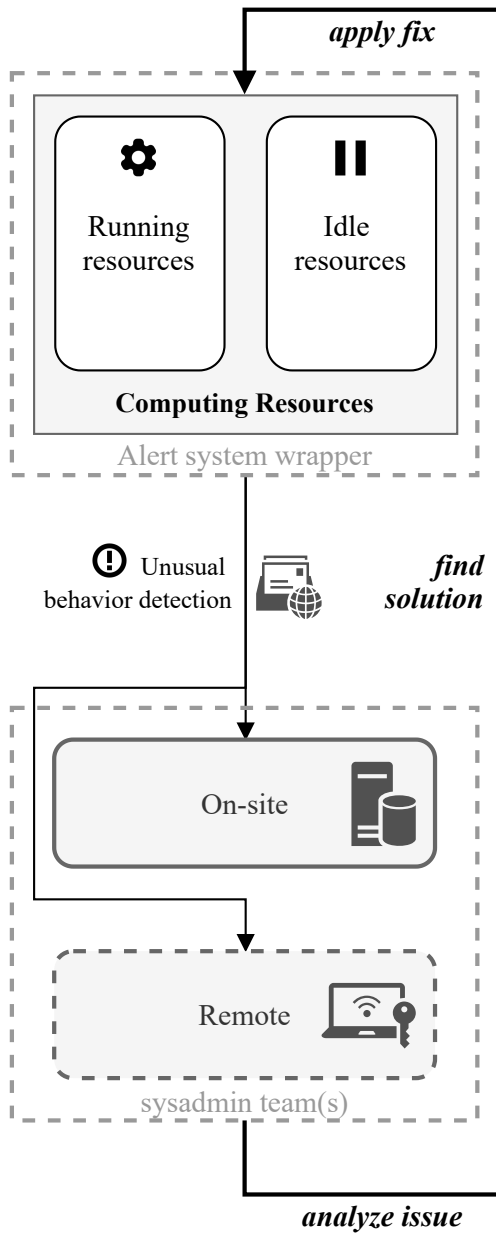 apply fix
Running
resources
Idle
resources
Computing Resources
Alert system wrapper
Unusual
behavior detection
find
solution
On-site
Remote
sysadmin team(s)
analyze issue